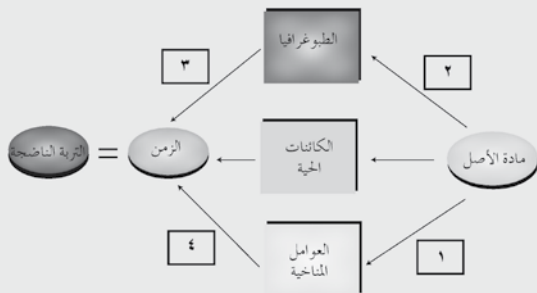 الطبوغرافيا
٢
٣
مادة الأصل
الكائنات
الحية
الزمن
=
التربة الناضجة
العوامل
المناخية
١
٤